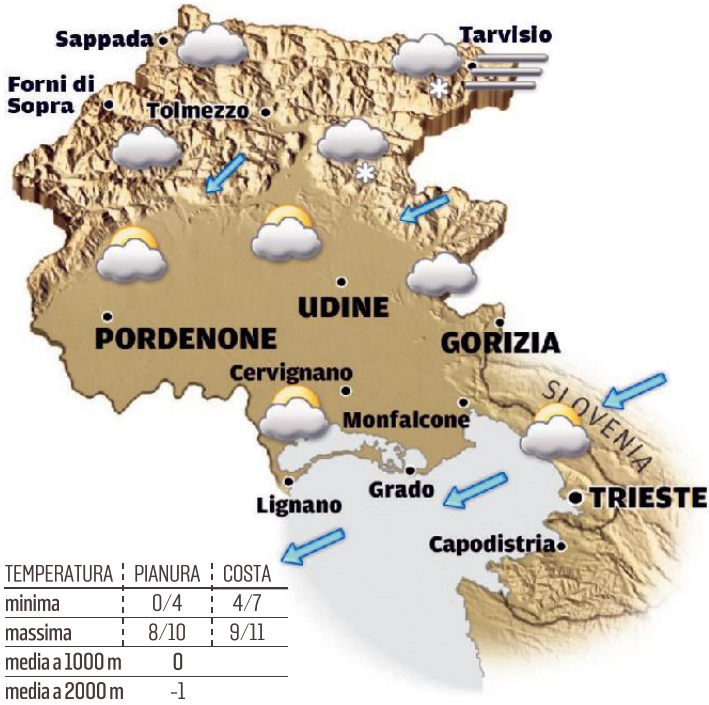 Sappada
Tarvisio
Forni di
Sopra
Tolmezzo
UDINE
PORDENONE
GORIZIA
Cervignano
SLOVENIA
Monfalcone
Grado
Lignano
TRIESTE
Capodistria
TEMPERATURA PIANURA COSTA
minima 0/4 4/7
massima 8/10 9/11
media a 1000 m 0
media a 2000 m -1